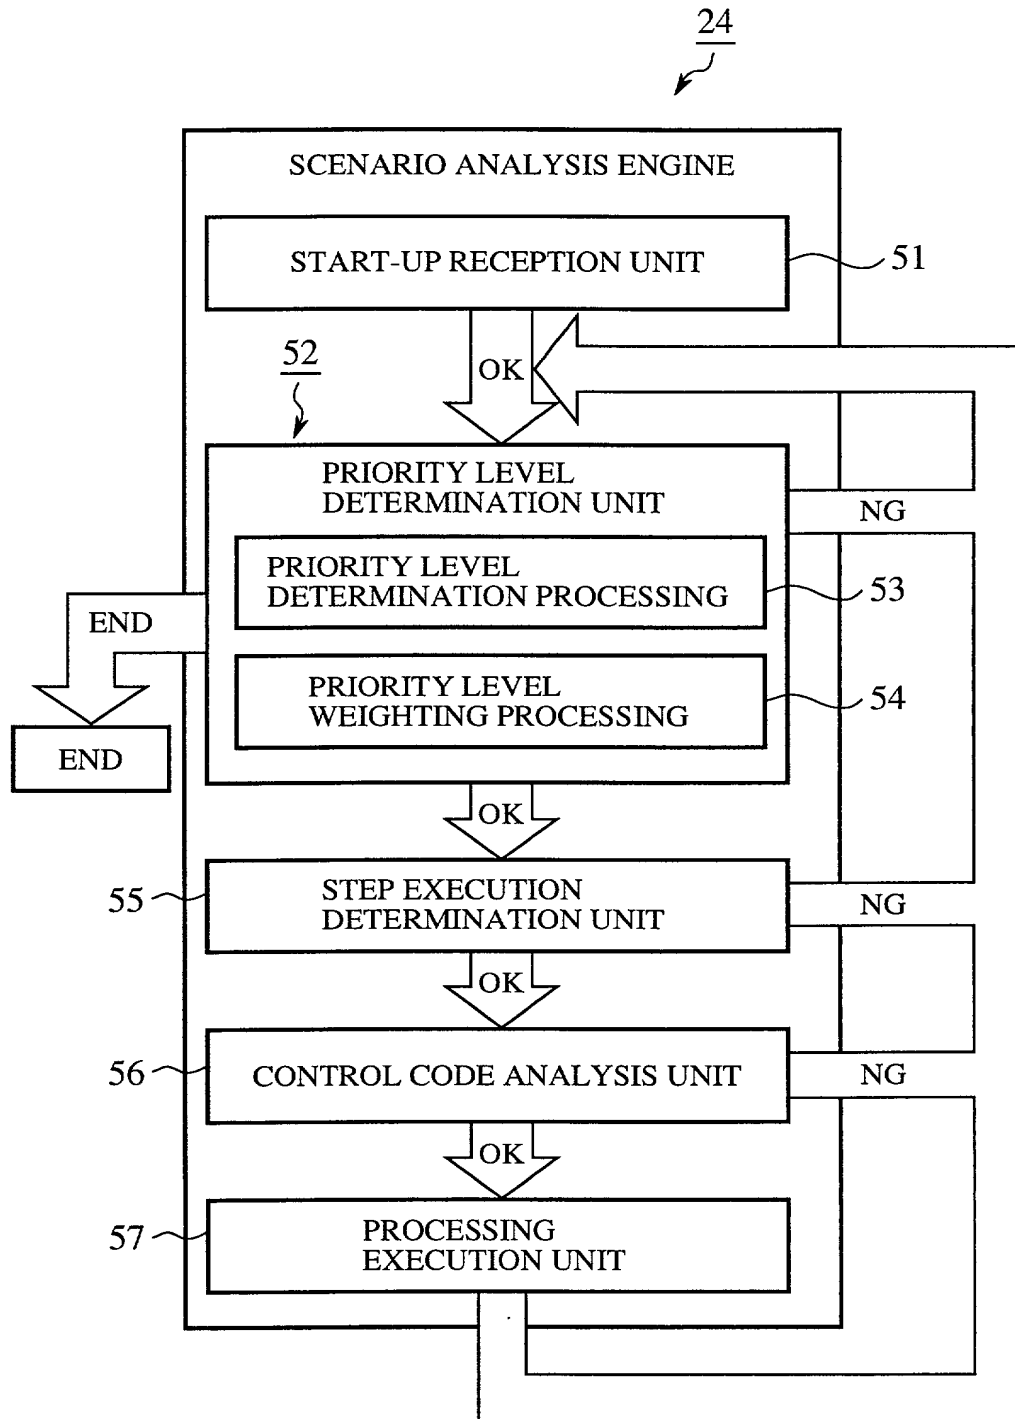 24
SCENARIO ANALYSIS ENGINE
START-UP RECEPTION UNIT
51
OK
52
PRIORITY LEVEL
DETERMINATION UNIT
NG
PRIORITY LEVEL
DETERMINATION PROCESSING
53
END
PRIORITY LEVEL
WEIGHTING PROCESSING
54
END
OK
55
STEP EXECUTION
DETERMINATION UNIT
NG
OK
56
CONTROL CODE ANALYSIS UNIT
NG
OK
57
PROCESSING
EXECUTION UNIT